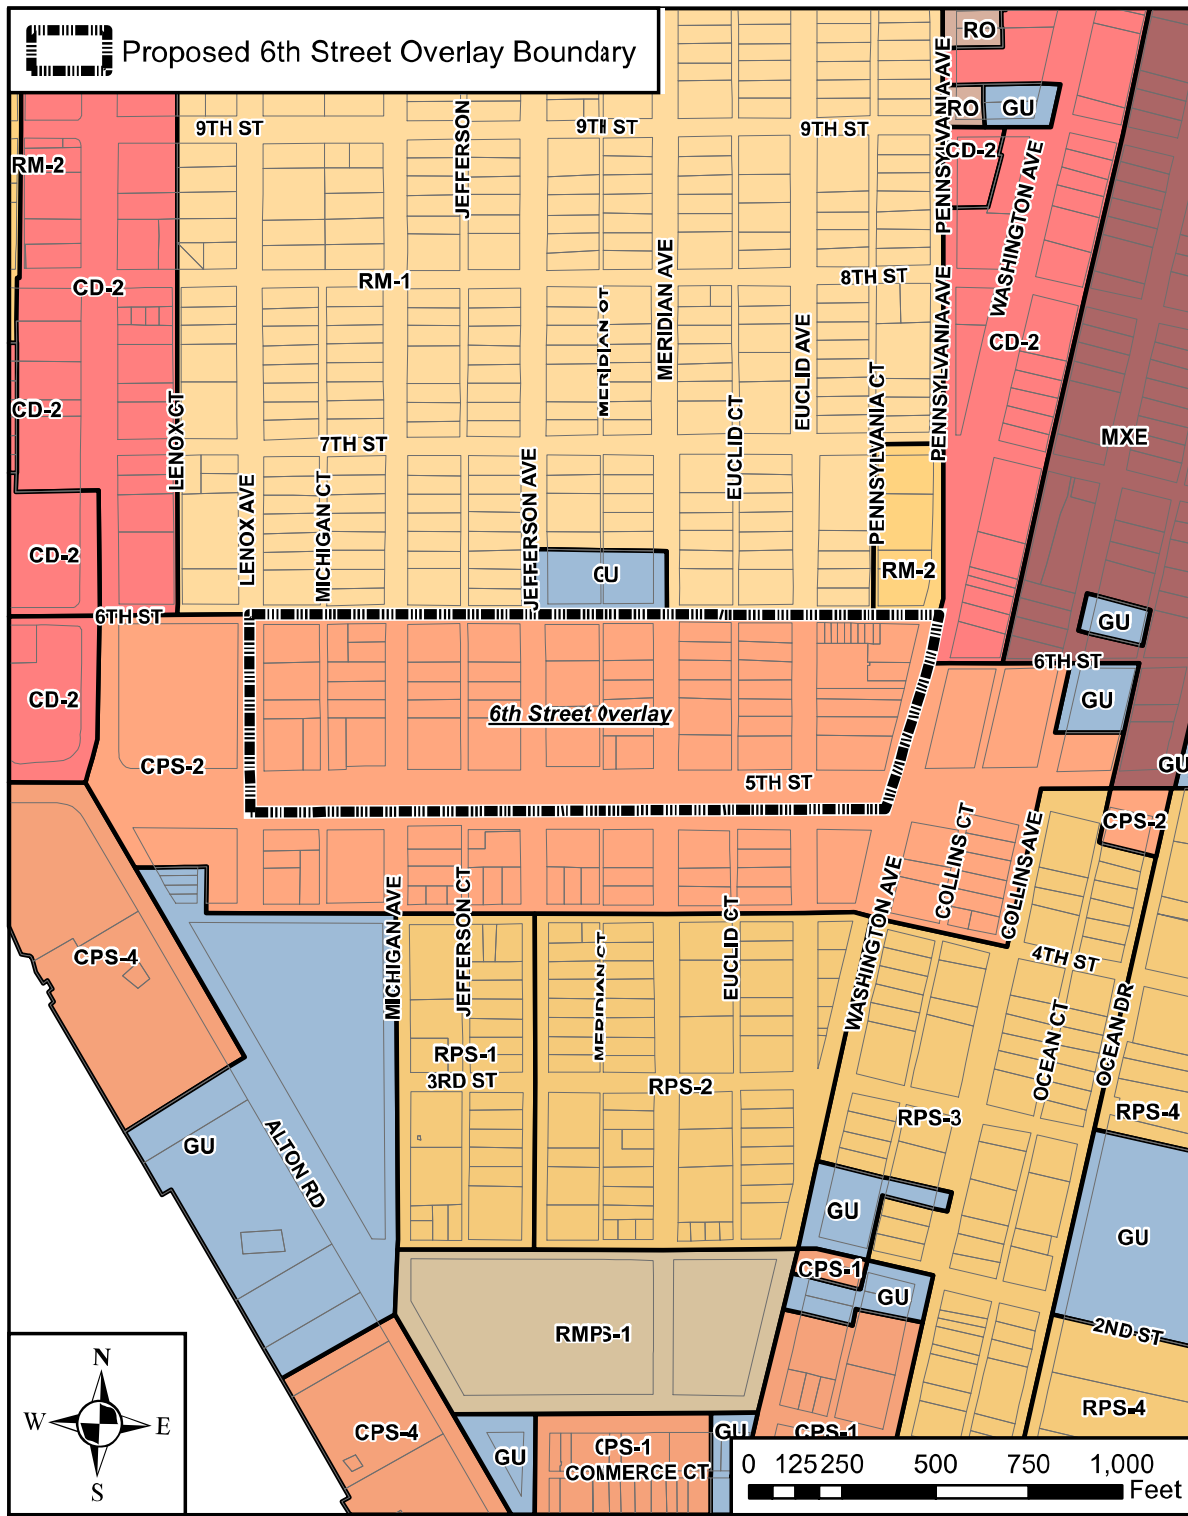 Proposed 6th Street Overlay Boundary
RO
RO
GU
9TH ST
9TH ST
9TH ST
JEFFERSON
PENNSYLVANIA AVE
CD-2
RM-2
WASHINGTON AVE
CD-2
RM-1
8TH ST
MERIDIAN AVE
MERIDIAN CT
EUCLID AVE
PENNSYLVANIA AVE
CD-2
CD-2
LENOX CT
PENNSYLVANIA CT
MXE
7TH ST
EUCLID CT
LENOX AVE
MICHIGAN CT
JEFFERSON AVE
CD-2
GU
RM-2
6TH ST
GU
6TH ST
CD-2
GU
6th Street Overlay
CPS-2
5TH ST
GU
CPS-2
COLLINS CT
COLLINS AVE
WASHINGTON AVE
MICHIGAN AVE
JEFFERSON CT
MERIDIAN CT
EUCLID CT
CPS-4
4TH ST
OCEAN CT
OCEAN DR
RPS-1
3RD ST
RPS-2
RPS-3
RPS-4
GU
ALTON RD
GU
GU
CPS-1
GU
RMPS-1
2ND ST
RPS-4
N
W
E
S
CPS-4
GU
CPS-1
COMMERCE CT
GU
CPS-1
0 125 250 500 750 1,000
Feet